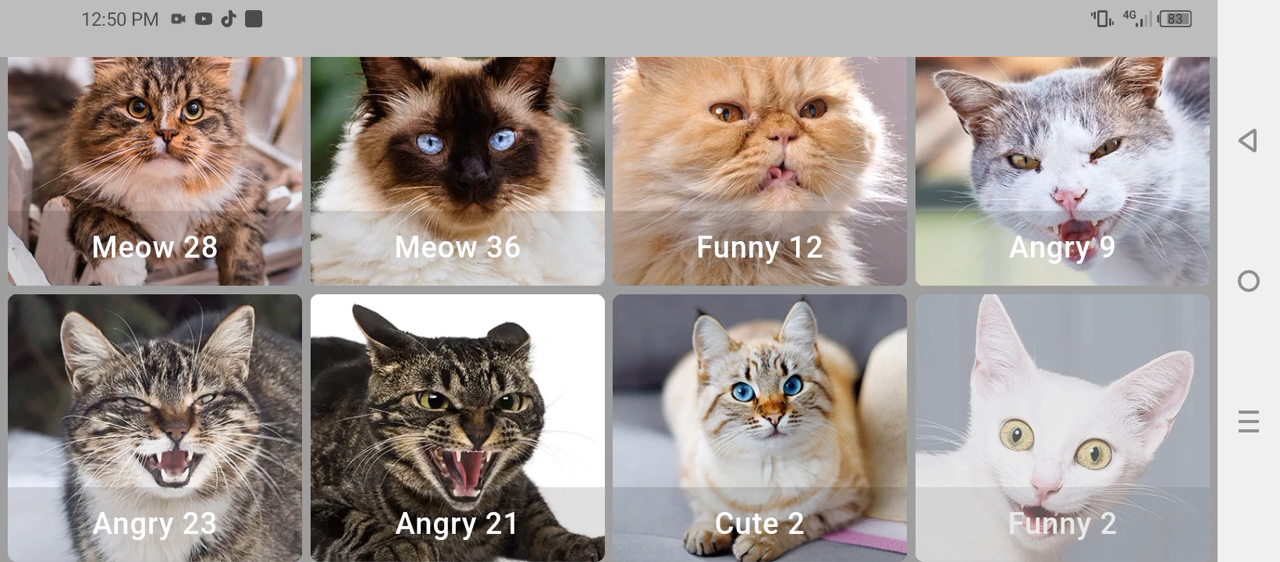 12:50 PM
4G
83
Meow 28
Meow 36
Funny 12
Angry 9
Angry 23
Angry 21
Cute 2
Funny 2